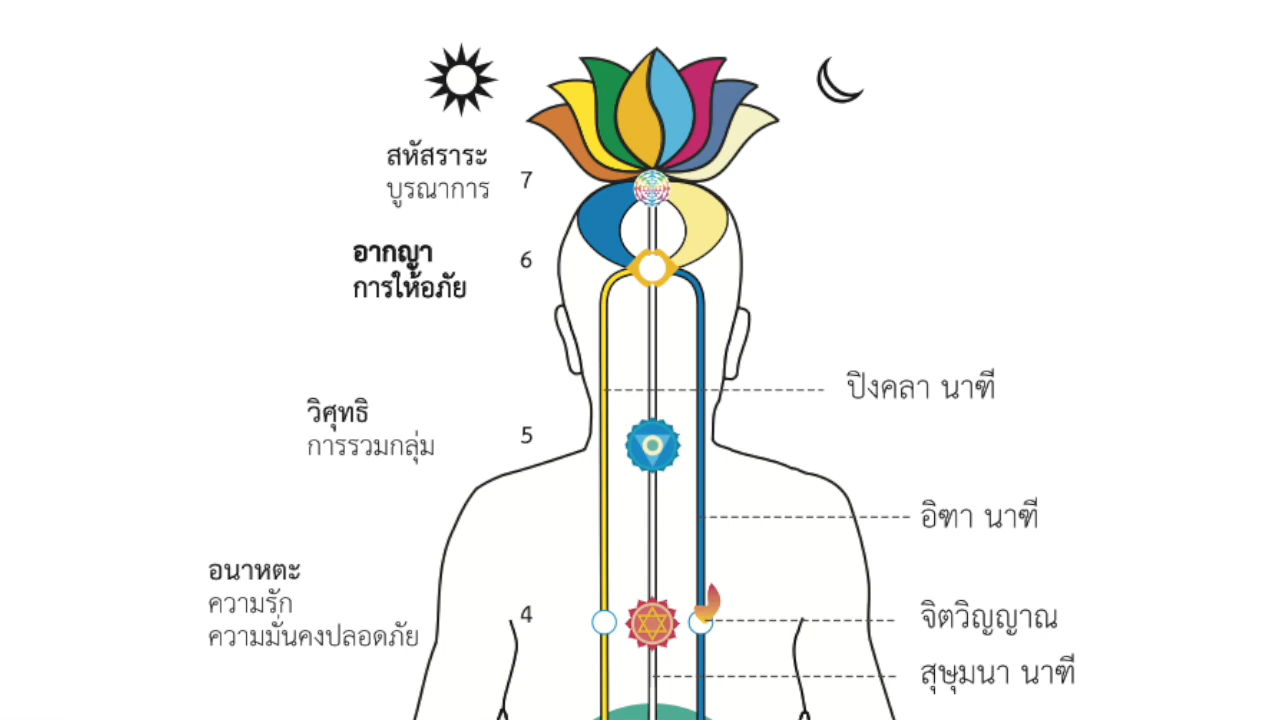 สหัสราระ
บูรณาการ
7
อากญา
การให้อภัย
6
ปิงคลา นาฑี
วิศุทธิ
การรวมกลุ่ม
5
อิฑา นาฑี
อนาหตะ
ความรัก
ความมั่นคงปลอดภัย
4
จิตวิญญาณ
สุษุมนา นาฑี